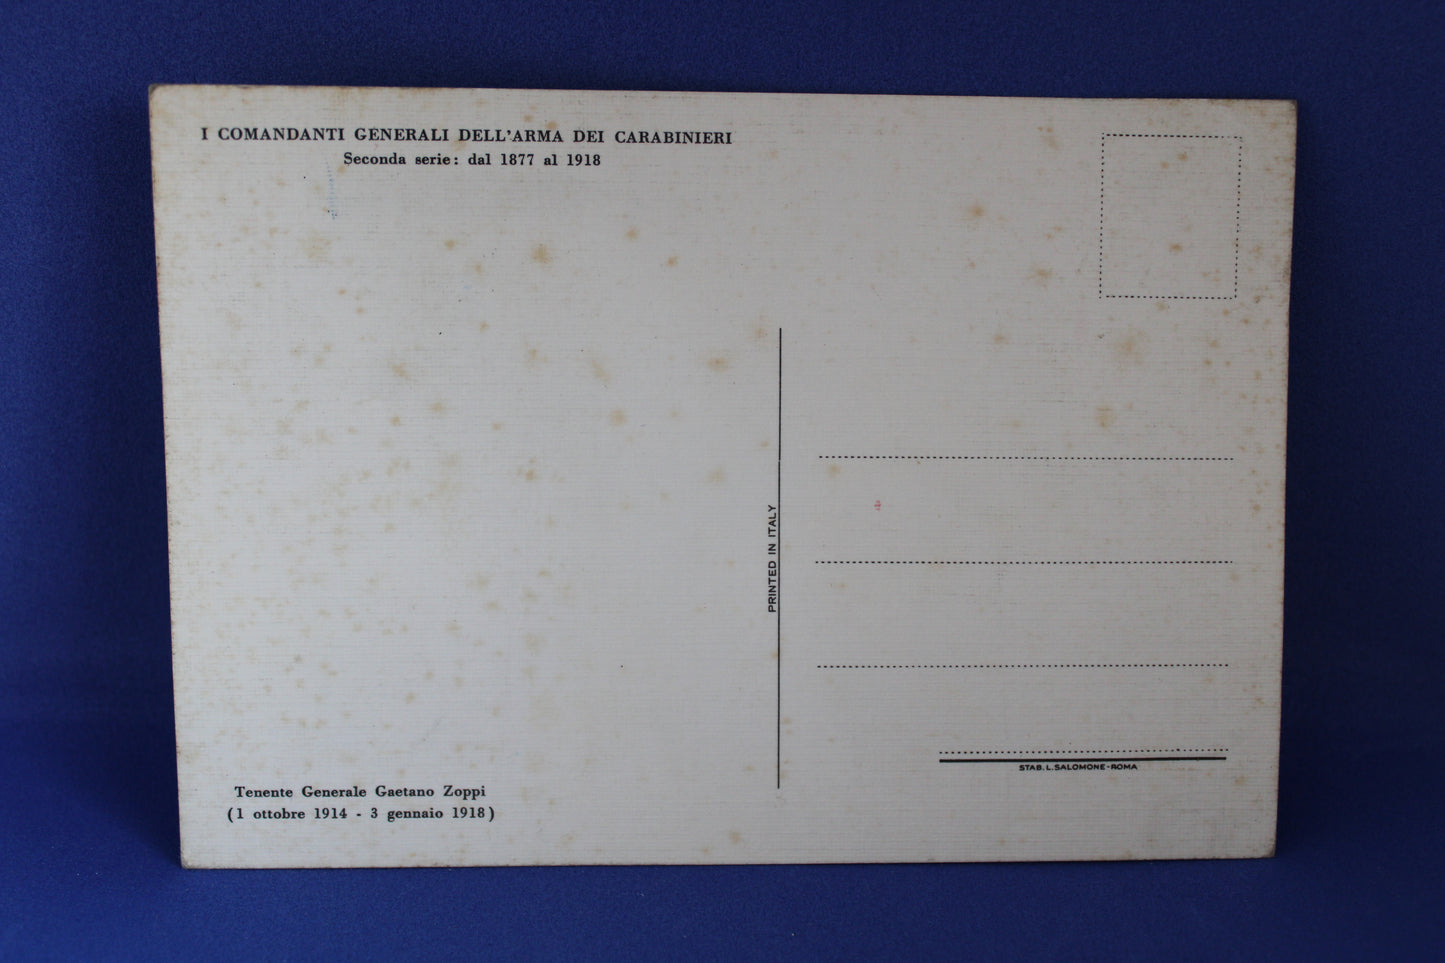 I COMANDANTI GENERALI DELL'ARMA DEI CARABINIERI
Seconda serie: dal 1877 al 1918
PRINTED IN ITALY
STAB. L. SALOMONE - ROMA
Tenente Generale Gaetano Zoppi
(1 ottobre 1914 - 3 gennaio 1918)